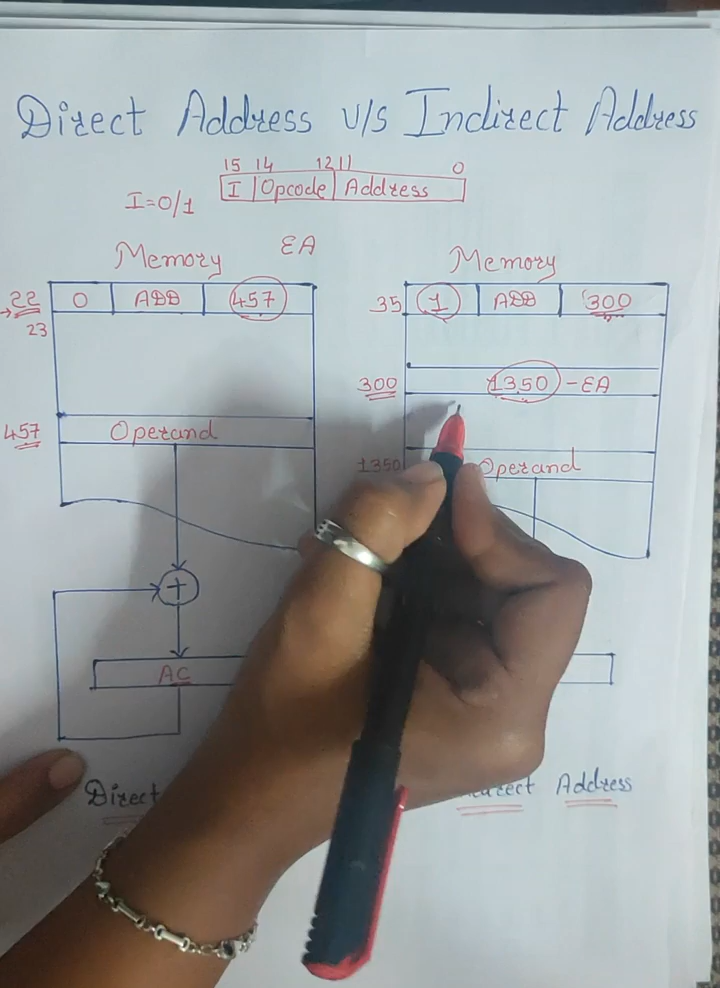 Direct Address v/s Indirect Address
15 14 12 11 0
I Opcode Address
I=0/1
EA
Memory
22 0 ADD 457
23
457 Operand
+
AC
Direct
Memory
35 1 ADD 300
300 1350 - EA
1350 Operand
Address